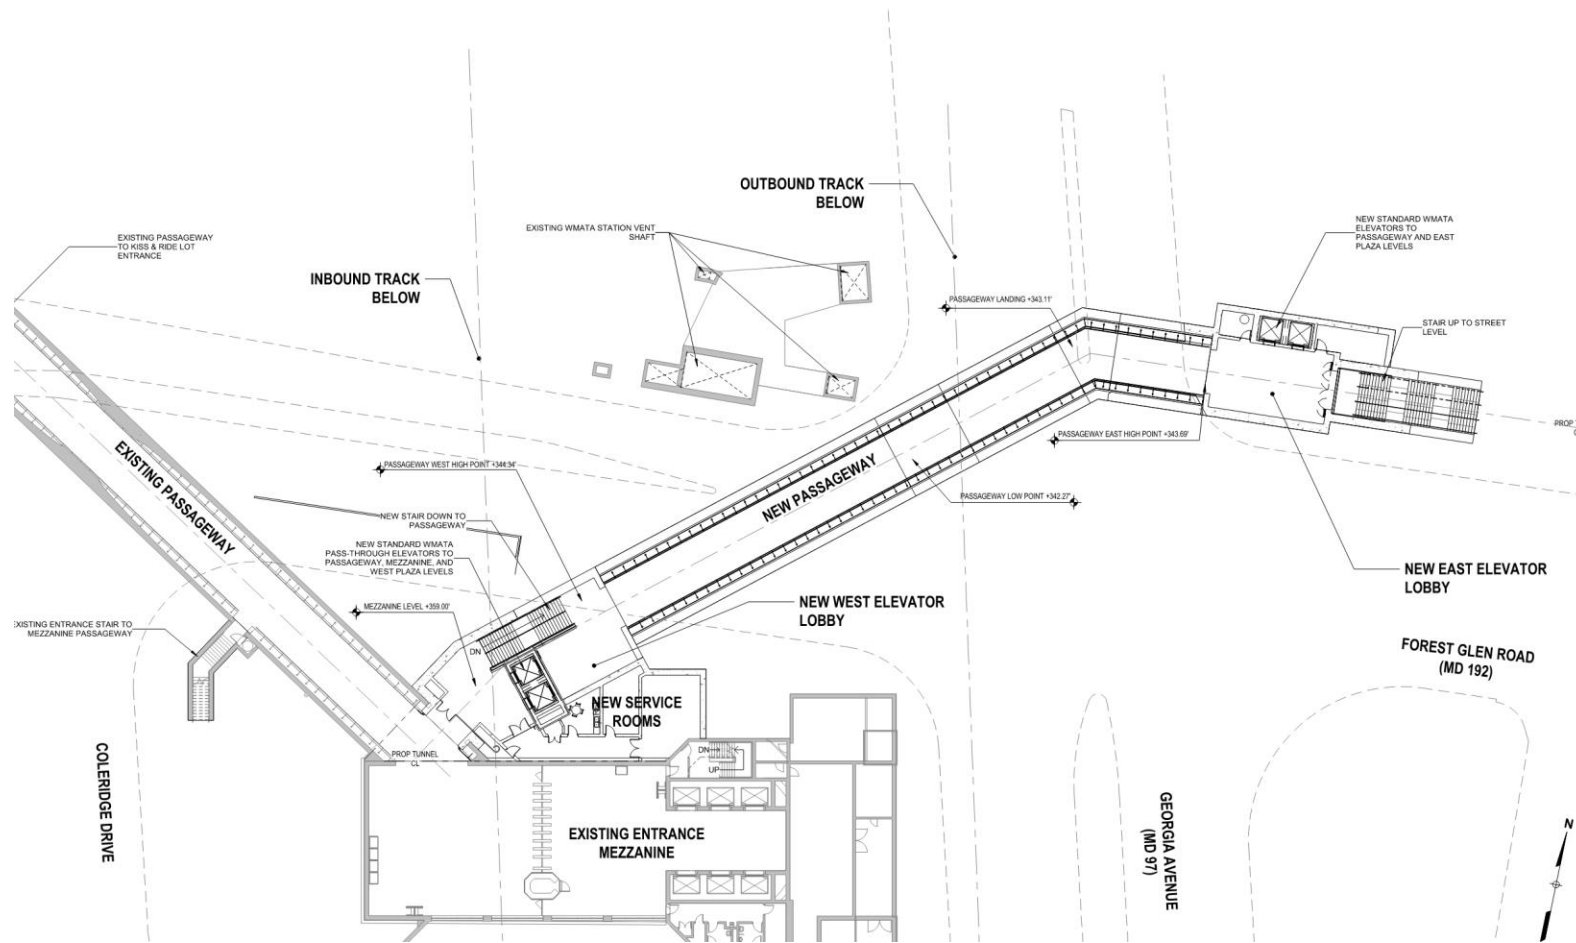 OUTBOUND TRACK
BELOW
EXISTING WMATA STATION VENT
SHAFT
NEW STANDARD WMATA
ELEVATORS TO
PASSAGEWAY AND EAST
PLAZA LEVELS
EXISTING PASSAGEWAY
TO KISS & RIDE LOT
ENTRANCE
INBOUND TRACK
BELOW
PASSAGEWAY LANDING +343.11'
STAIR UP TO STREET
LEVEL
PROP
EXISTING PASSAGEWAY
PASSAGEWAY WEST HIGH POINT +344.34'
NEW PASSAGEWAY
PASSAGEWAY EAST HIGH POINT +343.69'
PASSAGEWAY LOW POINT +342.27'
NEW STAIR DOWN TO
PASSAGEWAY
NEW STANDARD WMATA
PASS-THROUGH ELEVATORS TO
PASSAGEWAY, MEZZANINE, AND
WEST PLAZA LEVELS
MEZZANINE LEVEL +359.00'
NEW EAST ELEVATOR
LOBBY
NEW WEST ELEVATOR
LOBBY
EXISTING ENTRANCE STAIR TO
MEZZANINE PASSAGEWAY
DN
FOREST GLEN ROAD
(MD 192)
NEW SERVICE
ROOMS
PROP TUNNEL
CL
DN
UP
COLERIDGE DRIVE
EXISTING ENTRANCE
MEZZANINE
GEORGIA AVENUE
(MD 97)
N